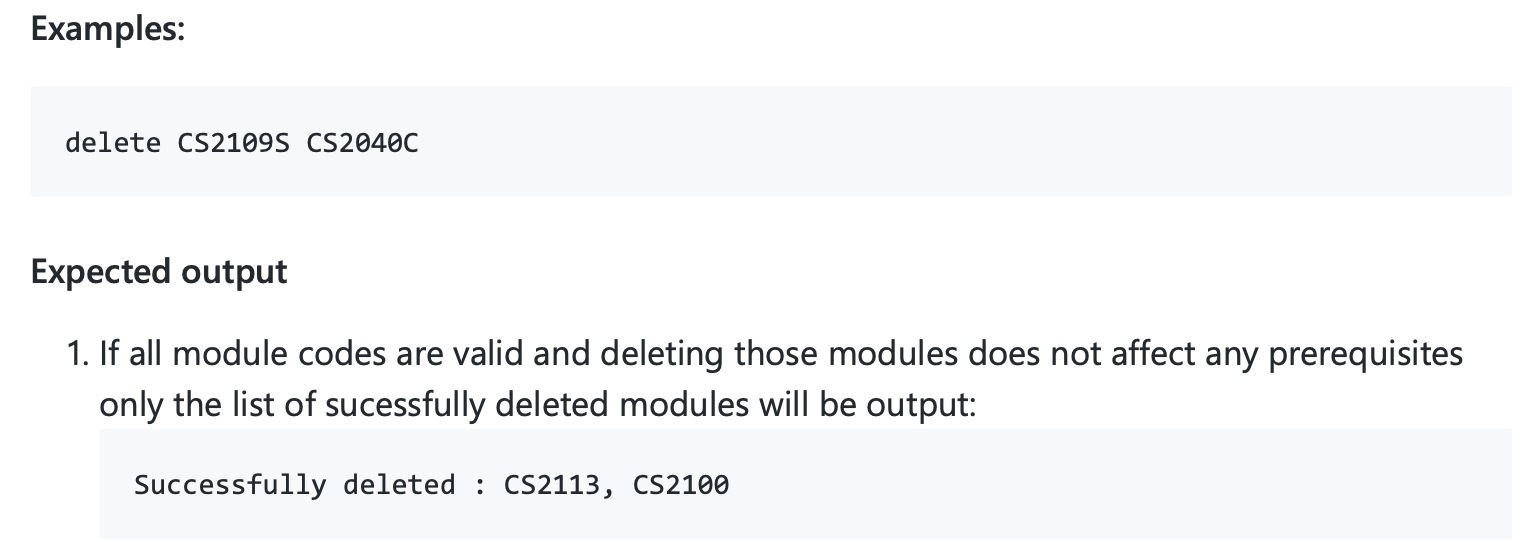 Examples:
delete CS2109S CS2040C
Expected output
1. If all module codes are valid and deleting those modules does not affect any prerequisites
only the list of sucessfully deleted modules will be output:
Successfully deleted : CS2113, CS2100